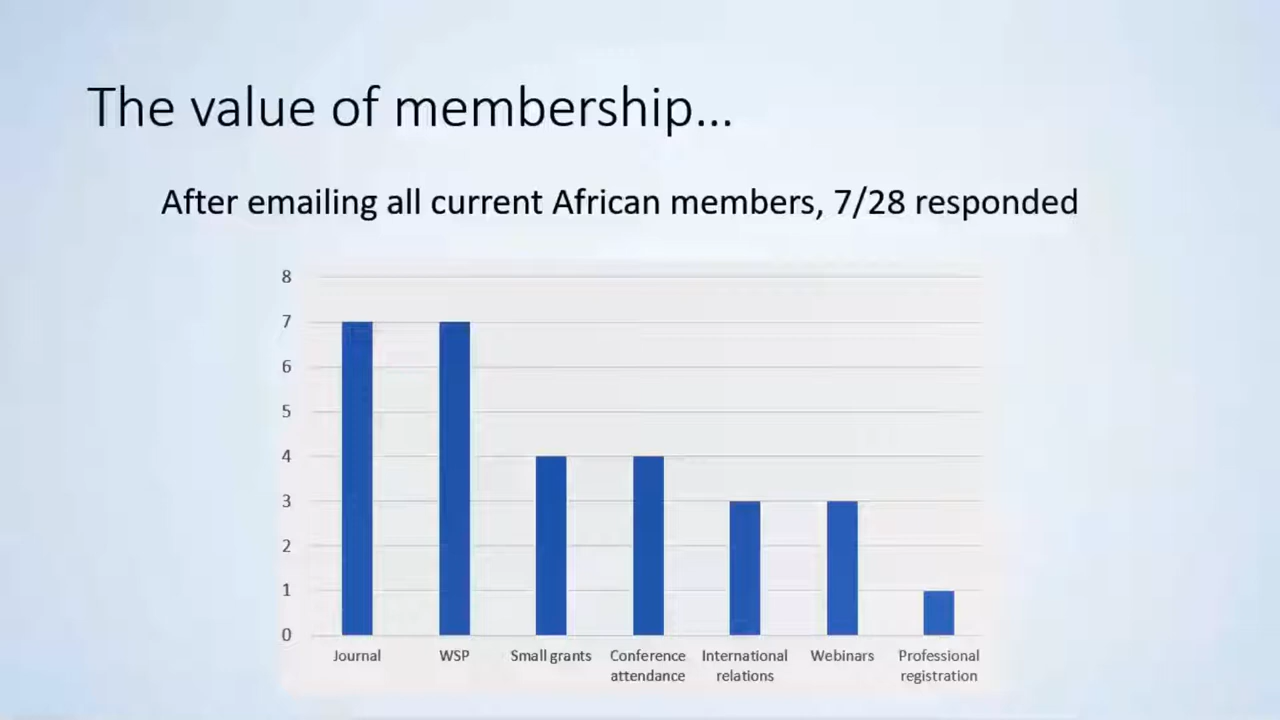 The value of membership...
After emailing all current African members, 7/28 responded
8
7
6
5
4
3
2
1
0
Journal
WSP
Small grants
Conference
attendance
International
relations
Webinars
Professional
registration